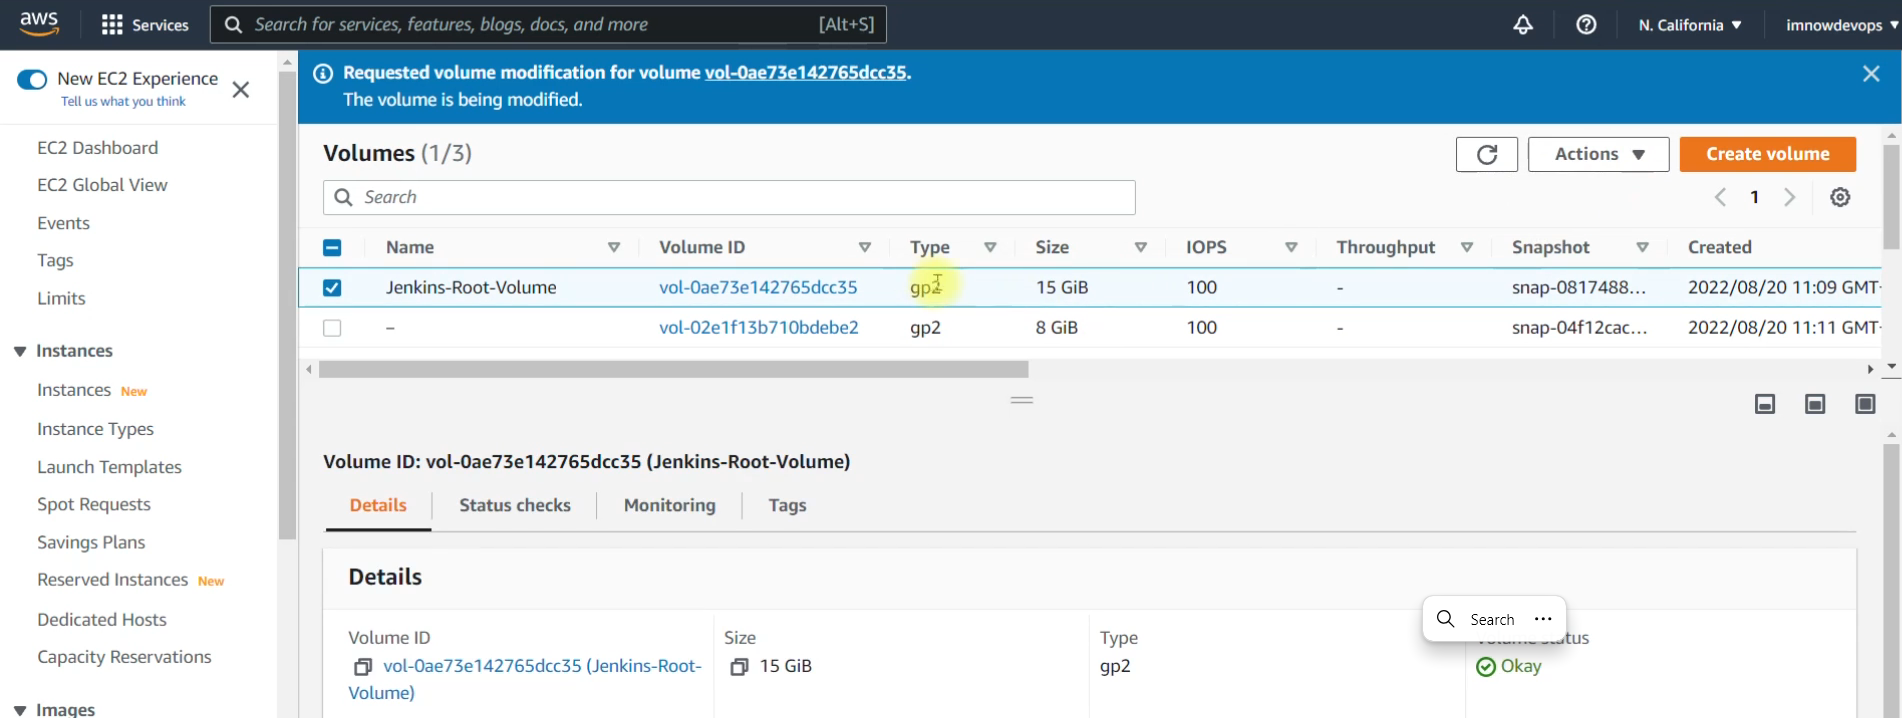 aws Services Search for services, features, blogs, docs, and more [Alt+S] N. California ▼ imnowdevops ▼
New EC2 Experience
Tell us what you think
EC2 Dashboard
EC2 Global View
Events
Tags
Limits
▼ Instances
Instances New
Instance Types
Launch Templates
Spot Requests
Savings Plans
Reserved Instances New
Dedicated Hosts
Capacity Reservations
▼ Images
Requested volume modification for volume vol-0ae73e142765dcc35.
The volume is being modified.
Volumes (1/3)
Actions ▼ Create volume
Search
1
Name Volume ID Type Size IOPS Throughput Snapshot Created
Jenkins-Root-Volume vol-0ae73e142765dcc35 gp2 15 GiB 100 - snap-0817488... 2022/08/20 11:09 GMT-
– vol-02e1f13b710bdebe2 gp2 8 GiB 100 - snap-04f12cac... 2022/08/20 11:11 GMT-
Volume ID: vol-0ae73e142765dcc35 (Jenkins-Root-Volume)
Details Status checks Monitoring Tags
Details
Search ...
Volume ID Size Type Volume status
vol-0ae73e142765dcc35 (Jenkins-Root- 15 GiB gp2 Okay
Volume)